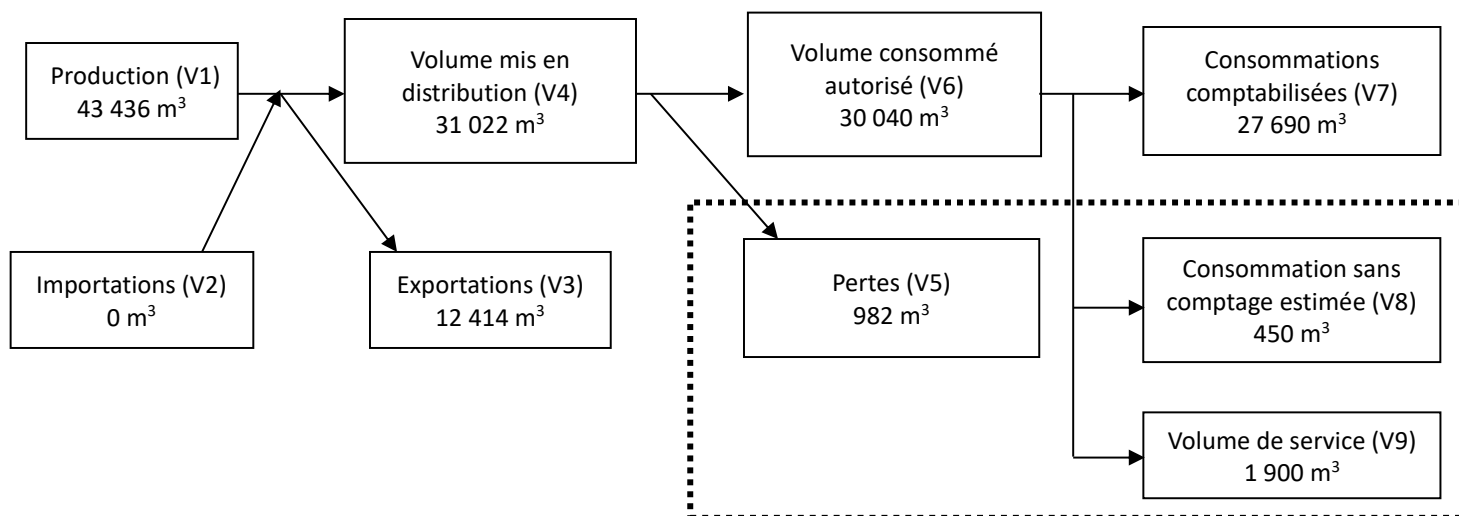 Production (V1)
43 436 m³
Volume mis en
distribution (V4)
31 022 m³
Volume consommé
autorisé (V6)
30 040 m³
Consommations
comptabilisées (V7)
27 690 m³
Importations (V2)
0 m³
Exportations (V3)
12 414 m³
Pertes (V5)
982 m³
Consommation sans
comptage estimée (V8)
450 m³
Volume de service (V9)
1 900 m³